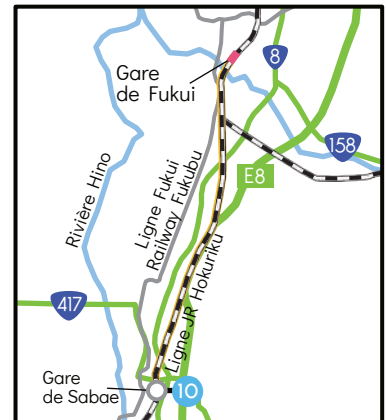 Gare
de Fukui
8
158
E8
Rivière Hino
Ligne Fukui
Railway Fukubu
Ligne JR Hokuriku
417
Gare
de Sabae
10